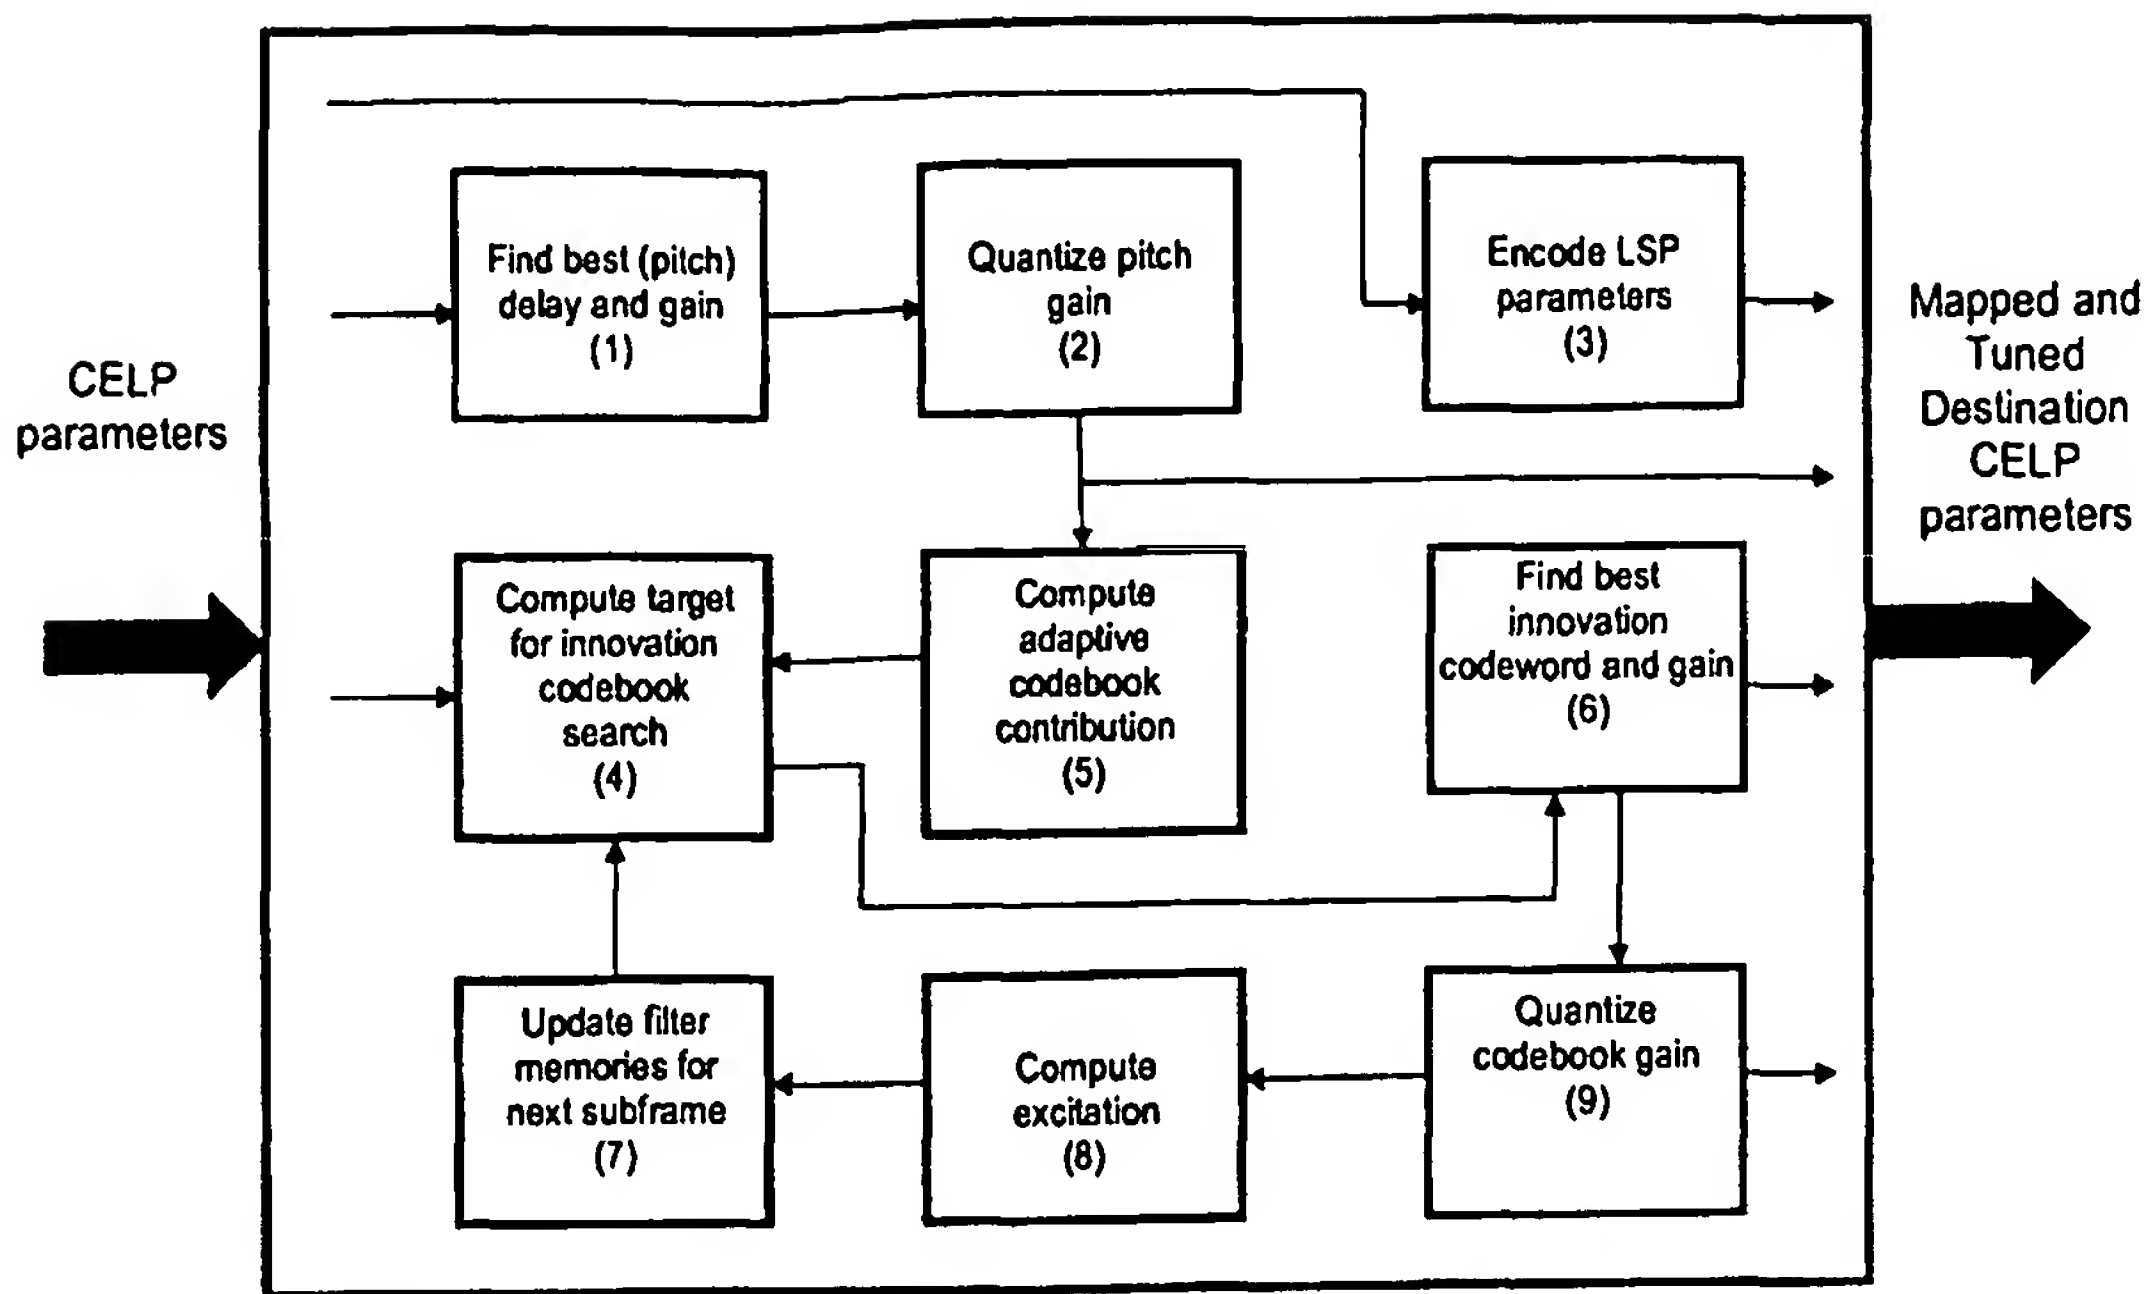 CELP
parameters
Find best (pitch)
delay and gain
(1)
Quantize pitch
gain
(2)
Encode LSP
parameters
(3)
Compute target
for innovation
codebook
search
(4)
Compute
adaptive
codebook
contribution
(5)
Find best
innovation
codeword and gain
(6)
Update filter
memories for
next subframe
(7)
Compute
excitation
(8)
Quantize
codebook gain
(9)
Mapped and
Tuned
Destination
CELP
parameters